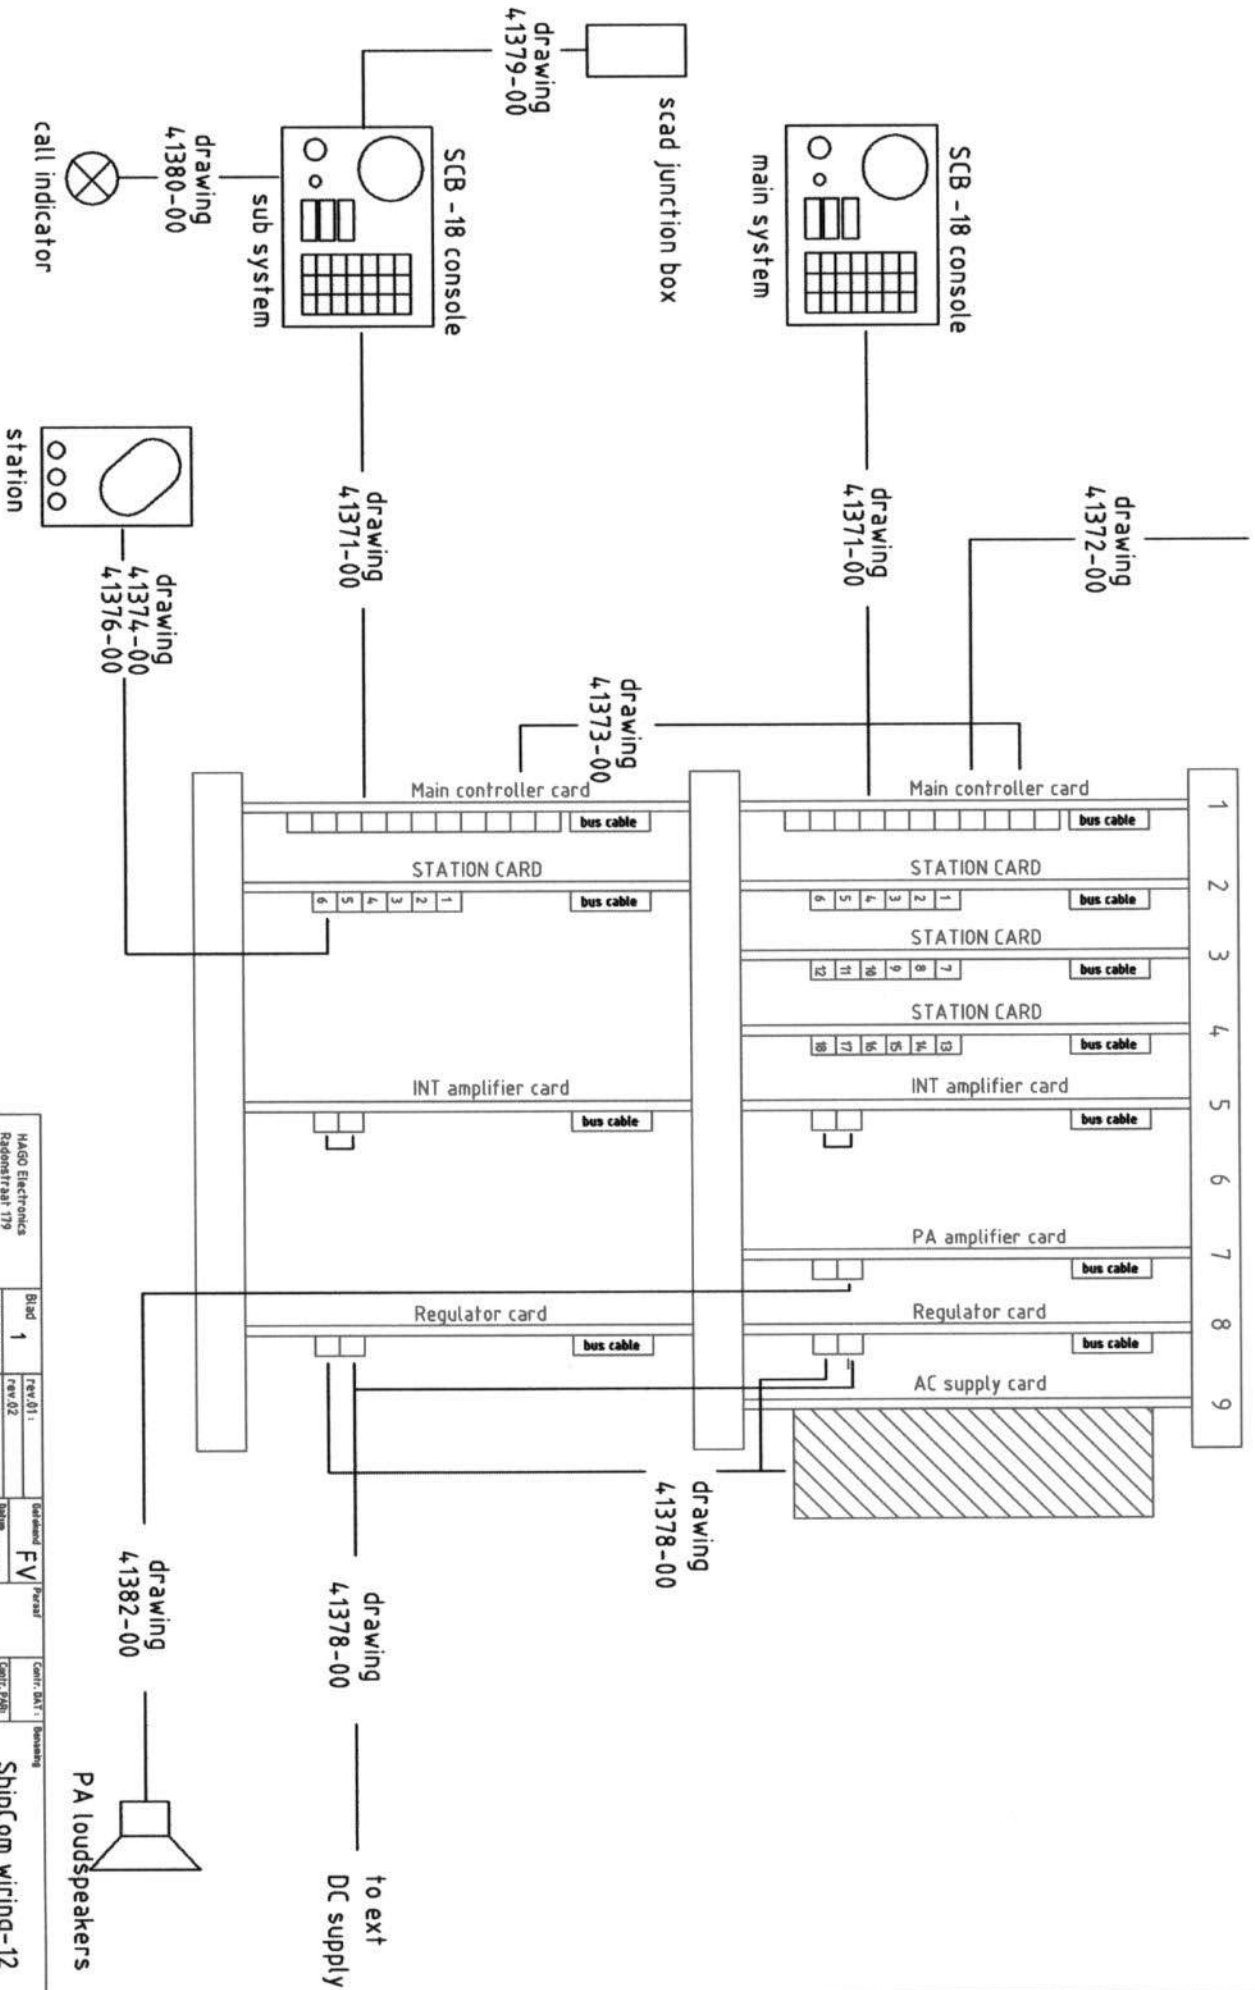 drawing
41379-00
scad junction box
SCB -18 console
main system
drawing
41372-00
drawing
41371-00
SCB -18 console
sub system
drawing
41380-00
call indicator
drawing
41371-00
station
drawing
41374-00
41376-00
drawing
41373-00
1
2
3
4
5
6
7
8
9
Main controller card
bus cable
STATION CARD
6 5 4 3 2 1
bus cable
STATION CARD
12 11 10 9 8 7
bus cable
STATION CARD
18 17 16 15 14 13
bus cable
INT amplifier card
bus cable
PA amplifier card
bus cable
Regulator card
bus cable
AC supply card
Main controller card
bus cable
STATION CARD
6 5 4 3 2 1
bus cable
INT amplifier card
bus cable
Regulator card
bus cable
drawing
41378-00
drawing
41378-00
to ext
DC supply
drawing
41382-00
PA loudspeakers
HAGO Electronics
Radonstraat 179
Blad
1
rev.01 :
rev.02
Getekend
FV
Datum
Paraaf
Contr. DAT :
Contr. PAR:
Benaming
ShipCom wiring-12